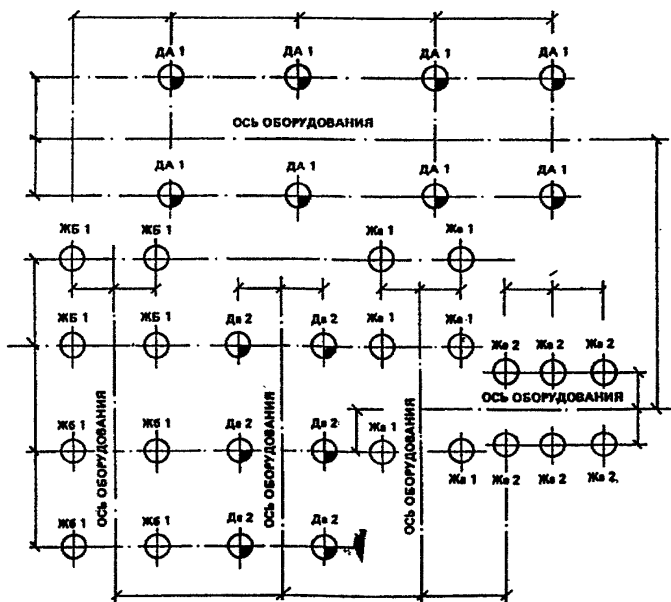 ДА 1 ДА 1 ДА 1 ДА 1
ОСЬ ОБОРУДОВАНИЯ
ДА 1 ДА 1 ДА 1 ДА 1
ЖБ 1 ЖБ 1 Жа 1 Жа 1
ЖБ 1 ЖБ 1 Да 2 Да 2 Жа 1 Жа 1
Жа 2 Жа 2 Жа 2
ОСЬ ОБОРУДОВАНИЯ
ОСЬ ОБОРУДОВАНИЯ
ОСЬ ОБОРУДОВАНИЯ
ОСЬ ОБОРУДОВАНИЯ
Жб 1 Жб 1 Да 2 Да 2 Жа 1
Жа 1 Жа 2 Жа 2 Жа 2
Жб 1 Жб 1 Да 2 Да 2